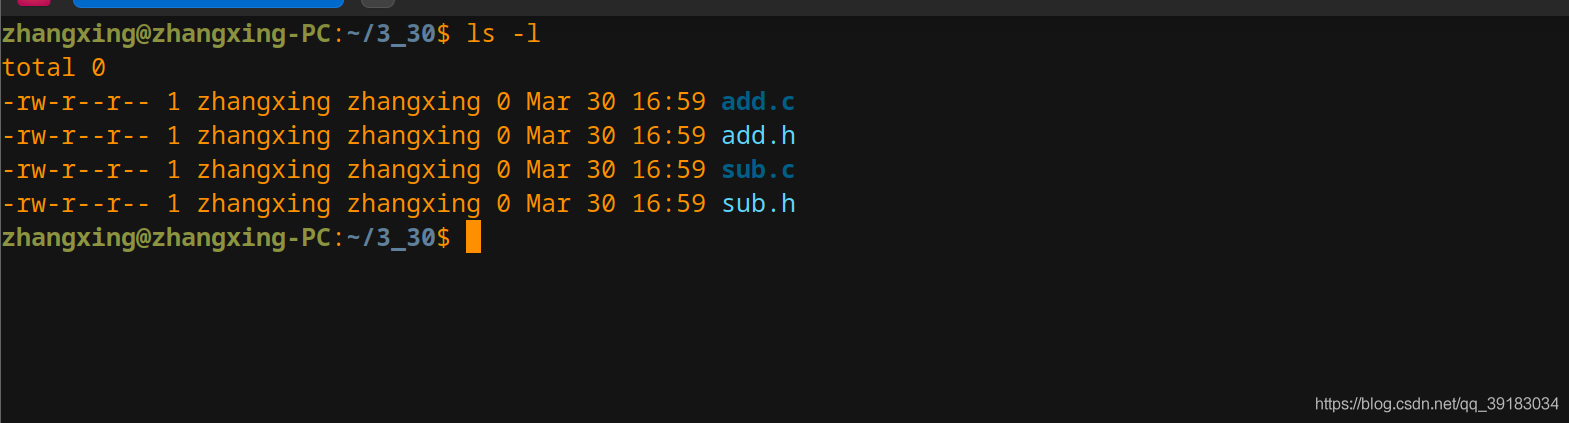 zhangxing@zhangxing-PC:~/3_30$ ls -l
total 0
-rw-r--r-- 1 zhangxing zhangxing 0 Mar 30 16:59 add.c
-rw-r--r-- 1 zhangxing zhangxing 0 Mar 30 16:59 add.h
-rw-r--r-- 1 zhangxing zhangxing 0 Mar 30 16:59 sub.c
-rw-r--r-- 1 zhangxing zhangxing 0 Mar 30 16:59 sub.h
zhangxing@zhangxing-PC:~/3_30$
https://blog.csdn.net/qq_39183034